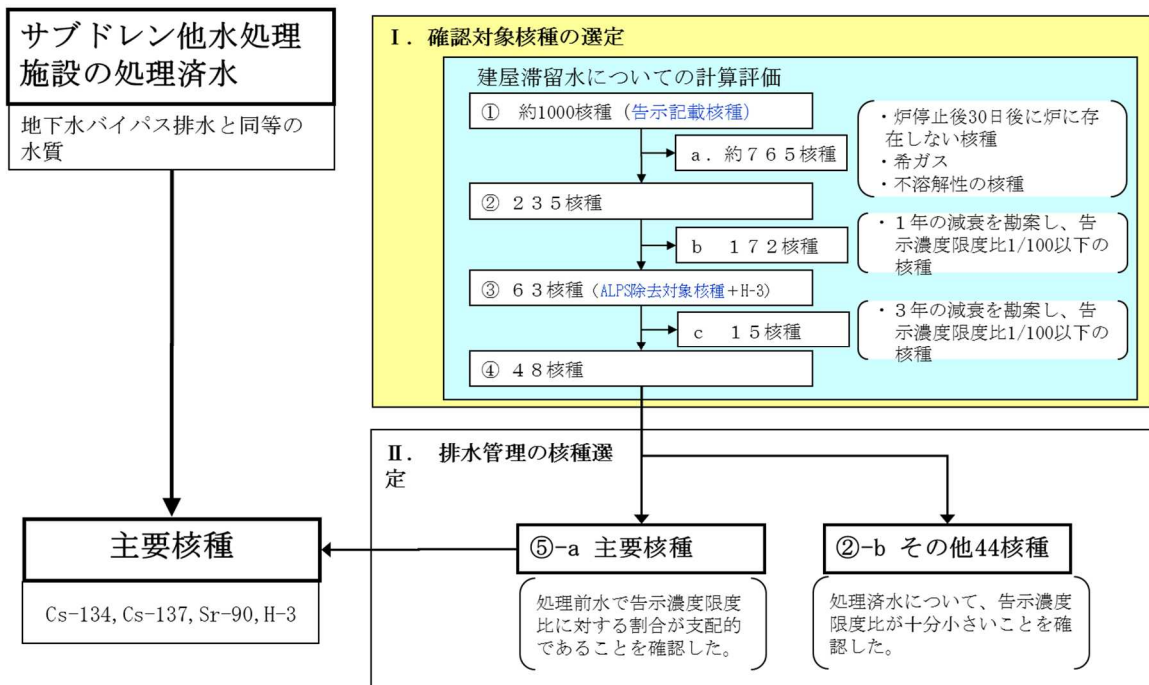 サブドレン他水処理
施設の処理済水
地下水バイパス排水と同等の
水質
主要核種
Cs-134,Cs-137,Sr-90,H-3
Ⅰ．確認対象核種の選定
建屋滞留水についての計算評価
① 約1000核種（告示記載核種）
a．約７６５核種
・炉停止後30日後に炉に存
在しない核種
・希ガス
・不溶解性の核種
② ２３５核種
b １７２核種
・１年の減衰を勘案し、告
示濃度限度比1/100以下の
核種
③ ６３核種（ALPS除去対象核種＋H-3）
c １５核種
・３年の減衰を勘案し、告
示濃度限度比1/100以下の
核種
④ ４８核種
Ⅱ． 排水管理の核種選
定
⑤-a 主要核種
処理前水で告示濃度限度
比に対する割合が支配的
であることを確認した。
②-b その他44核種
処理済水について、告示濃度
限度比が十分小さいことを確
認した。